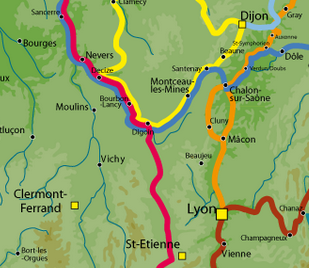 Clamecy
Sancerre
Dijon
Gray
Auxonne
St-Symphorien
Bourges
Nevers
Beaune
Dôle
Decize
Santenay
Verdun/Doubs
Montceau-
les-Mines
Bourbon-
Lancy
Chalon-
sur-Saône
Moulins
Digoin
Cluny
tluçon
Mâcon
Vichy
Beaujeu
Clermont-
Ferrand
Lyon
Chanaz
Champagneux
St-Etienne
Vienne
Bort-les
-Orgues